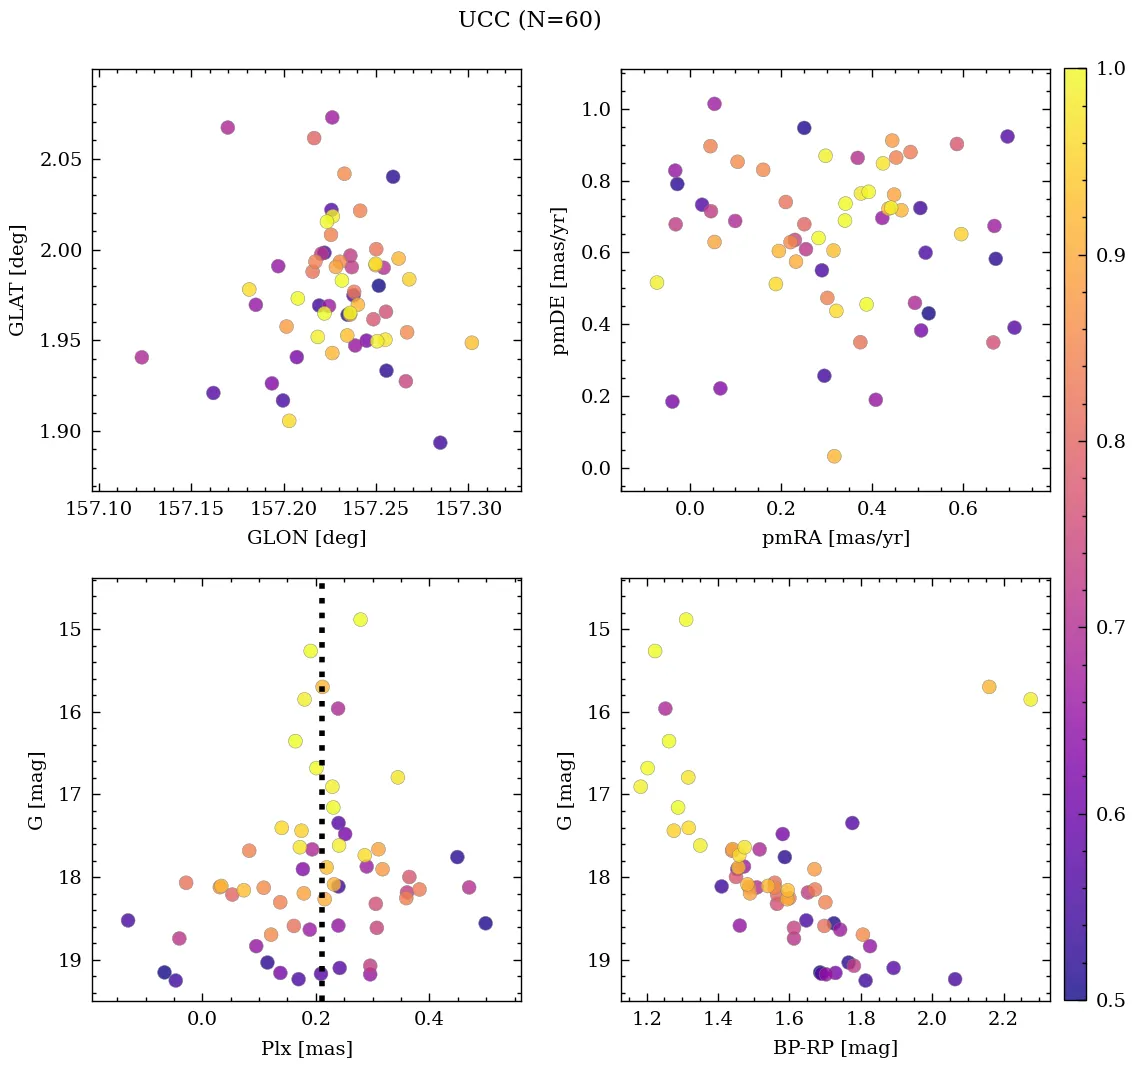 UCC (N=60)
2.05
2.00
1.95
1.90
157.10 157.15 157.20 157.25 157.30
GLON [deg]
GLAT [deg]
1.0
0.8
0.6
0.4
0.2
0.0
0.0 0.2 0.4 0.6
pmRA [mas/yr]
pmDE [mas/yr]
1.0
0.9
0.8
0.7
0.6
0.5
15
16
17
18
19
0.0 0.2 0.4
Plx [mas]
G [mag]
15
16
17
18
19
1.2 1.4 1.6 1.8 2.0 2.2
BP-RP [mag]
G [mag]